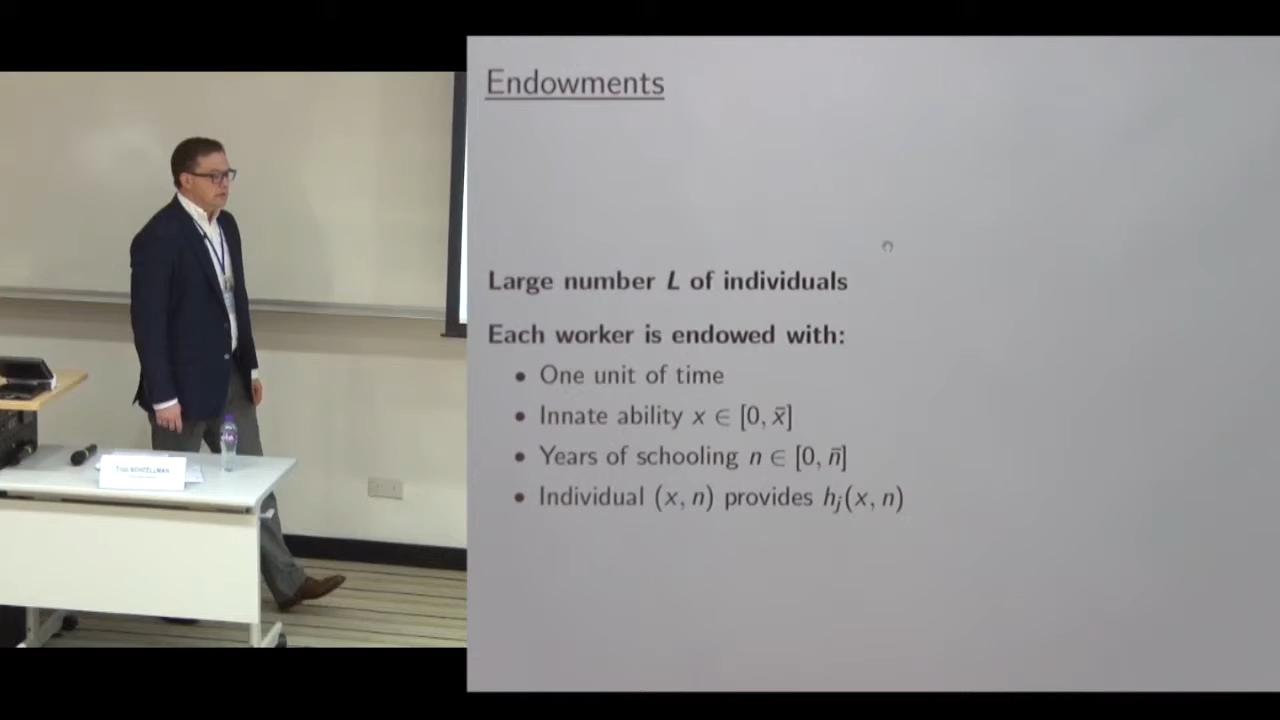 Endowments
Large number L of individuals
Each worker is endowed with:
• One unit of time
• Innate ability x ∈ [0, x̄]
• Years of schooling n ∈ [0, n̄]
• Individual (x, n) provides hⱼ(x, n)
SCHOELLMAN